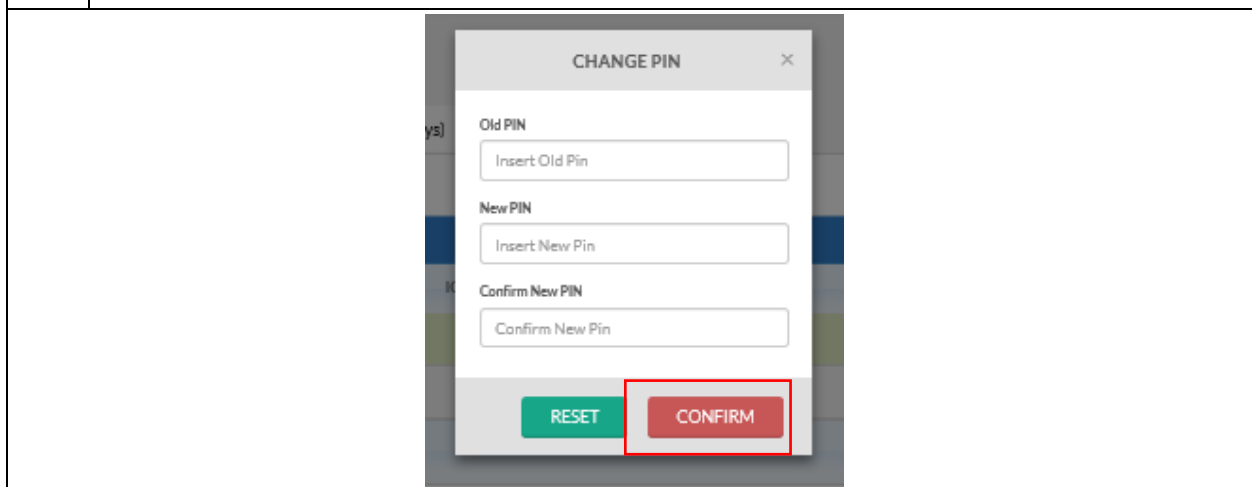 CHANGE PIN ×
Old PIN
ys)
Insert Old Pin
New PIN
Insert New Pin
Confirm New PIN
Confirm New Pin
RESET CONFIRM